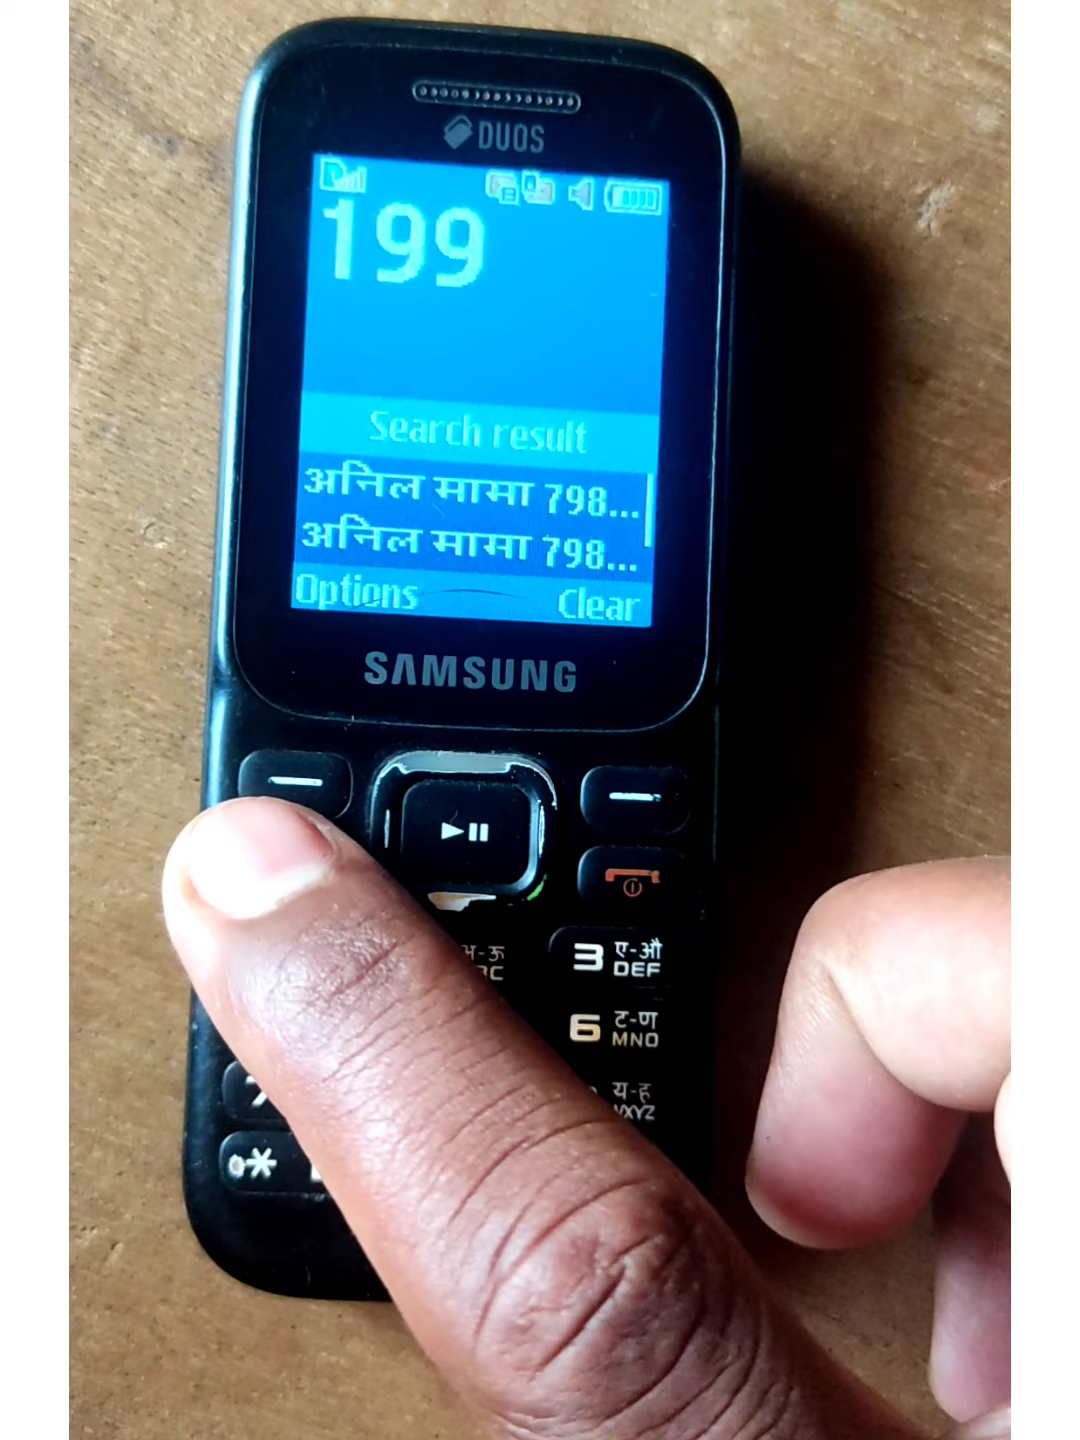 DUOS
199
Search result
अनिल मामा 798...
अनिल मामा 798...
Options Clear
SAMSUNG
3 ए-औ
DEF
6 ट-ण
MNO
य-ह
*